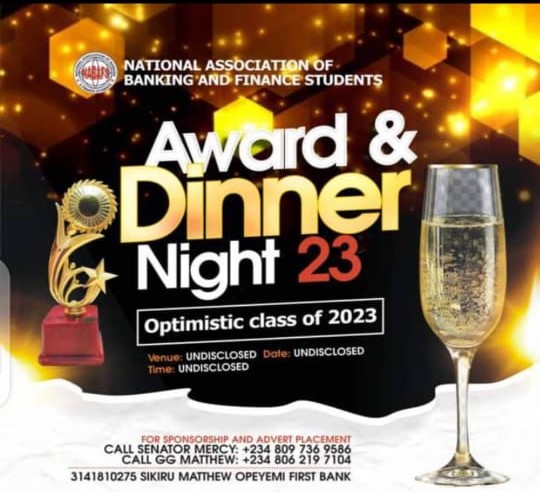 NABAFS
NATIONAL ASSOCIATION OF
BANKING AND FINANCE STUDENTS
Award &
Dinner
Night 23
Optimistic class of 2023
Venue: UNDISCLOSED Date: UNDISCLOSED
Time: UNDISCLOSED
FOR SPONSORSHIP AND ADVERT PLACEMENT
CALL SENATOR MERCY: +234 809 736 9586
CALL GG MATTHEW: +234 806 219 7104
3141810275 SIKIRU MATTHEW OPEYEMI FIRST BANK